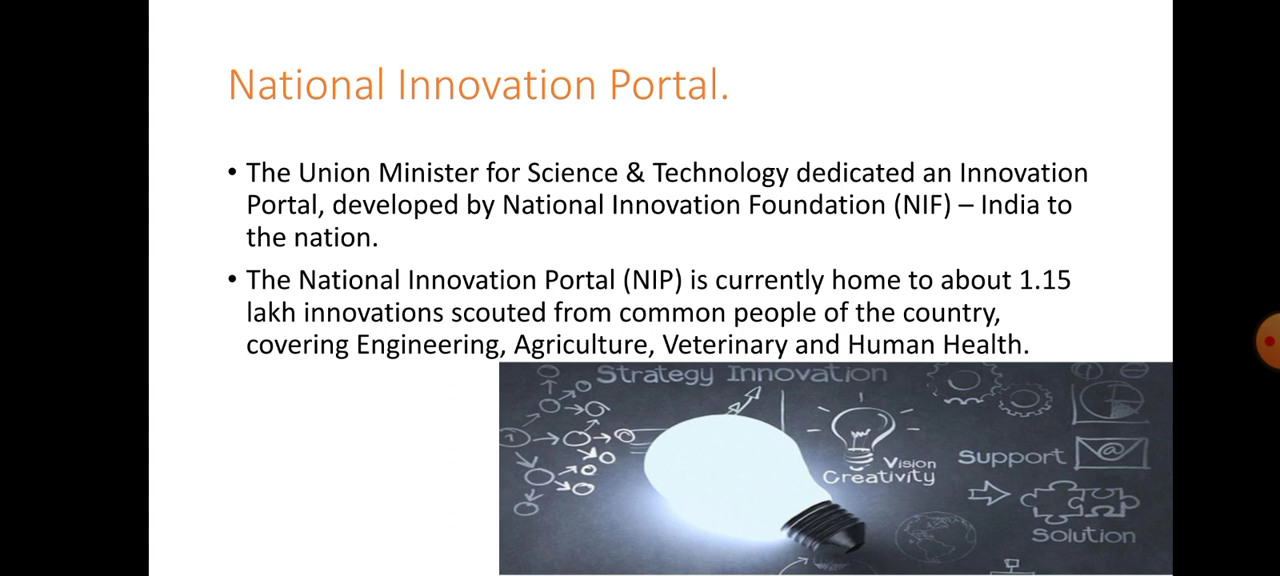 National Innovation Portal.
• The Union Minister for Science & Technology dedicated an Innovation
Portal, developed by National Innovation Foundation (NIF) – India to
the nation.
• The National Innovation Portal (NIP) is currently home to about 1.15
lakh innovations scouted from common people of the country,
covering Engineering, Agriculture, Veterinary and Human Health.
Strategy Innovation
Vision
Creativity
Support
@
Solution